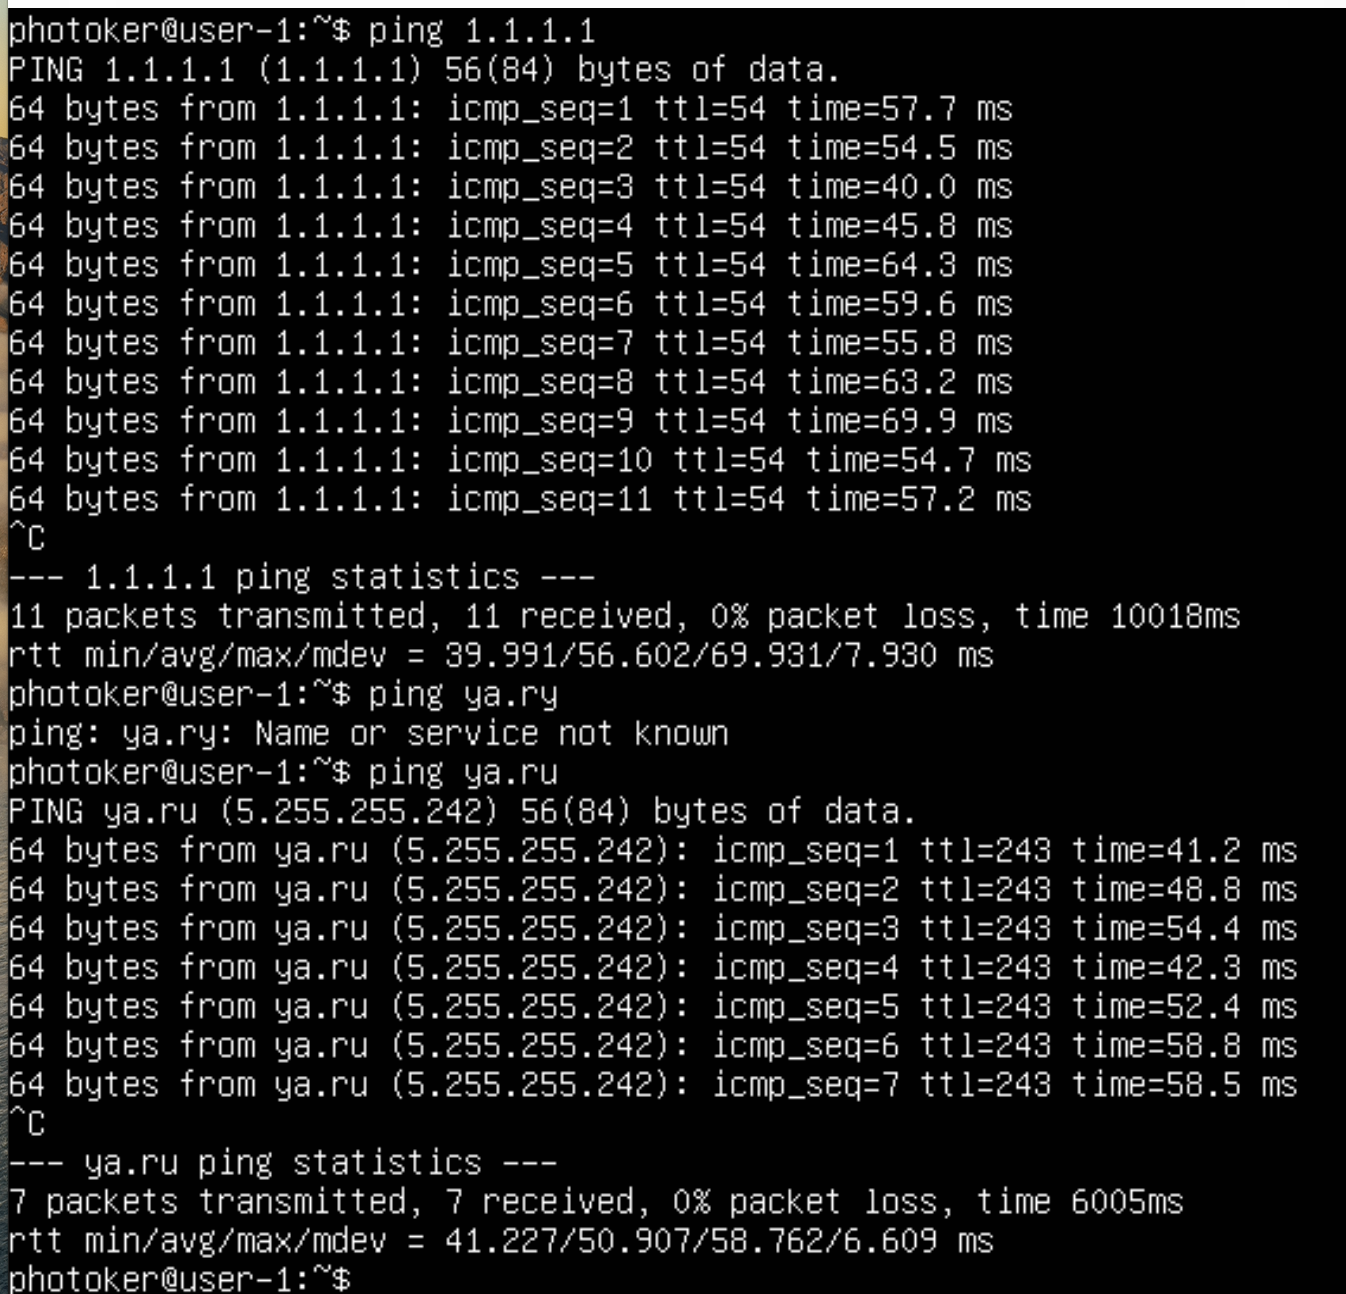 photoker@user-1:~$ ping 1.1.1.1
PING 1.1.1.1 (1.1.1.1) 56(84) bytes of data.
64 bytes from 1.1.1.1: icmp_seq=1 ttl=54 time=57.7 ms
64 bytes from 1.1.1.1: icmp_seq=2 ttl=54 time=54.5 ms
64 bytes from 1.1.1.1: icmp_seq=3 ttl=54 time=40.0 ms
64 bytes from 1.1.1.1: icmp_seq=4 ttl=54 time=45.8 ms
64 bytes from 1.1.1.1: icmp_seq=5 ttl=54 time=64.3 ms
64 bytes from 1.1.1.1: icmp_seq=6 ttl=54 time=59.6 ms
64 bytes from 1.1.1.1: icmp_seq=7 ttl=54 time=55.8 ms
64 bytes from 1.1.1.1: icmp_seq=8 ttl=54 time=63.2 ms
64 bytes from 1.1.1.1: icmp_seq=9 ttl=54 time=69.9 ms
64 bytes from 1.1.1.1: icmp_seq=10 ttl=54 time=54.7 ms
64 bytes from 1.1.1.1: icmp_seq=11 ttl=54 time=57.2 ms
^C
--- 1.1.1.1 ping statistics ---
11 packets transmitted, 11 received, 0% packet loss, time 10018ms
rtt min/avg/max/mdev = 39.991/56.602/69.931/7.930 ms
photoker@user-1:~$ ping ya.ry
ping: ya.ry: Name or service not known
photoker@user-1:~$ ping ya.ru
PING ya.ru (5.255.255.242) 56(84) bytes of data.
64 bytes from ya.ru (5.255.255.242): icmp_seq=1 ttl=243 time=41.2 ms
64 bytes from ya.ru (5.255.255.242): icmp_seq=2 ttl=243 time=48.8 ms
64 bytes from ya.ru (5.255.255.242): icmp_seq=3 ttl=243 time=54.4 ms
64 bytes from ya.ru (5.255.255.242): icmp_seq=4 ttl=243 time=42.3 ms
64 bytes from ya.ru (5.255.255.242): icmp_seq=5 ttl=243 time=52.4 ms
64 bytes from ya.ru (5.255.255.242): icmp_seq=6 ttl=243 time=58.8 ms
64 bytes from ya.ru (5.255.255.242): icmp_seq=7 ttl=243 time=58.5 ms
^C
--- ya.ru ping statistics ---
7 packets transmitted, 7 received, 0% packet loss, time 6005ms
rtt min/avg/max/mdev = 41.227/50.907/58.762/6.609 ms
photoker@user-1:~$